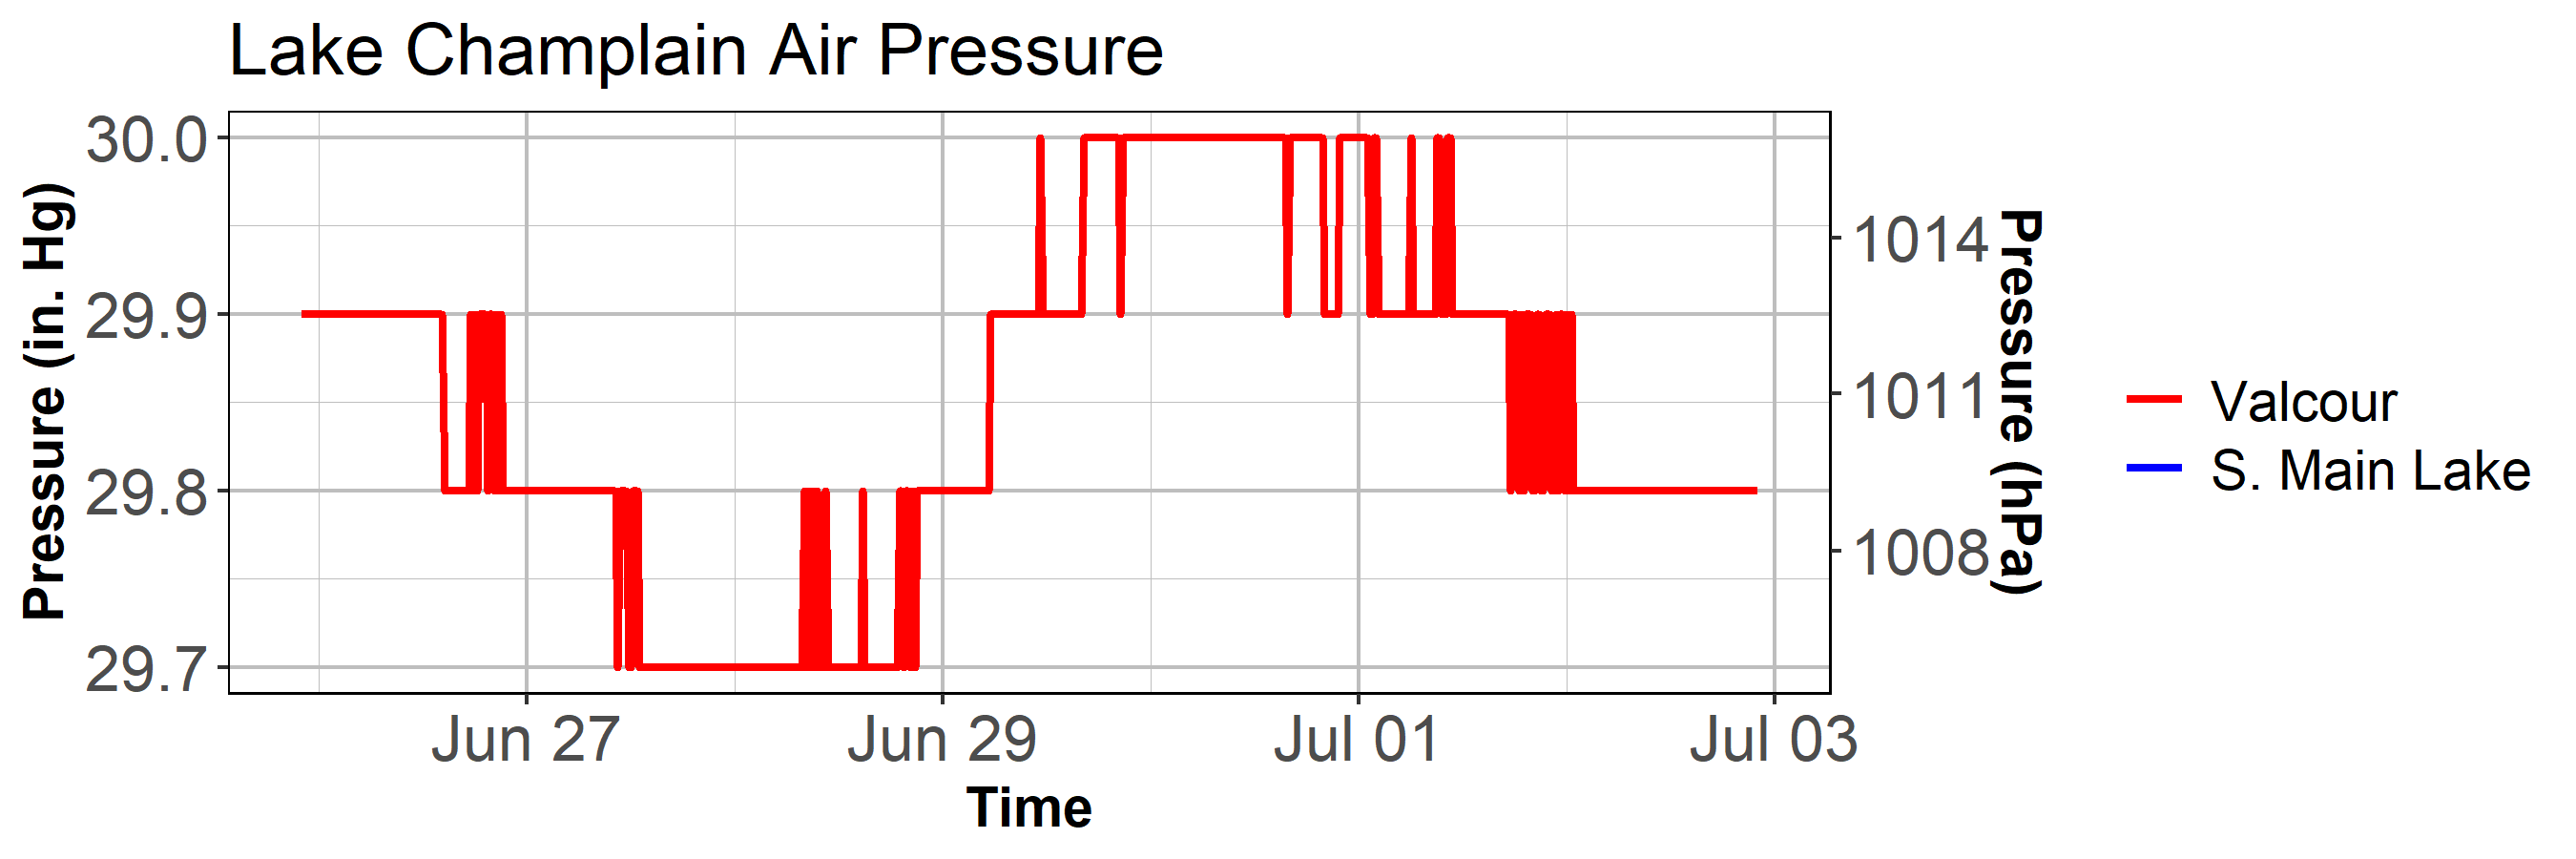 Lake Champlain Air Pressure
30.0
29.9
29.8
29.7
Pressure (in. Hg)
1014
1011
1008
Pressure (hPa)
Jun 27
Jun 29
Jul 01
Jul 03
Time
Valcour
S. Main Lake